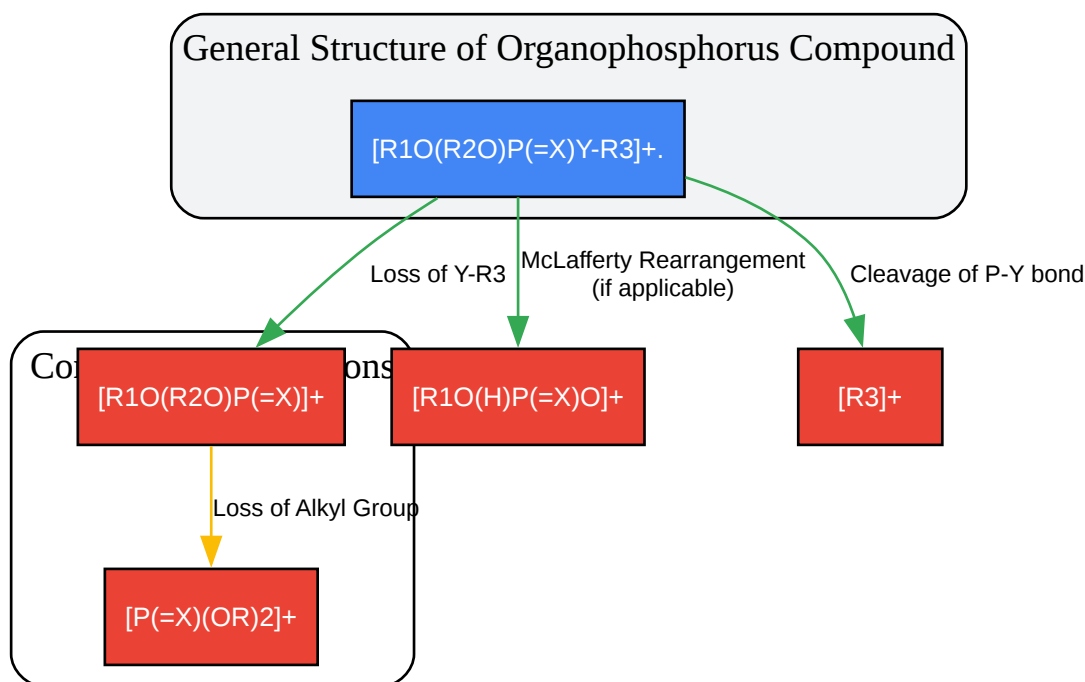 General Structure of Organophosphorus Compound
[R1O(R2O)P(=X)Y-R3]+.
Loss of Y-R3
McLafferty Rearrangement
(if applicable)
Cleavage of P-Y bond
[R1O(R2O)P(=X)]+
[R1O(H)P(=X)O]+
[R3]+
Loss of Alkyl Group
[P(=X)(OR)2]+